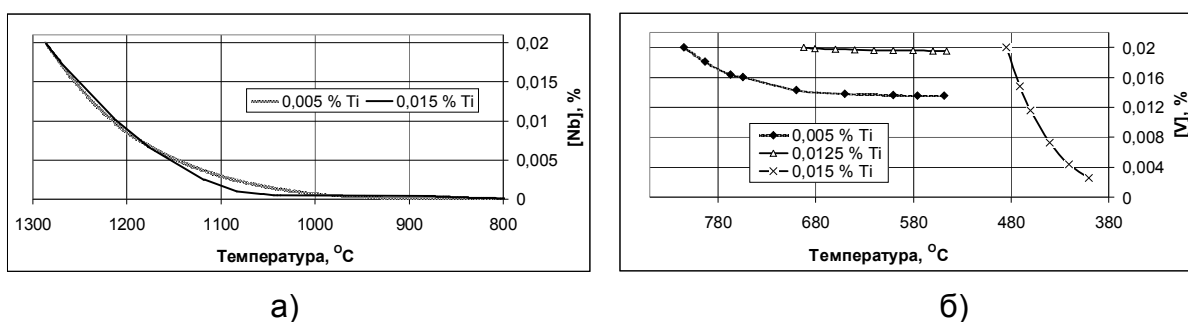 0,02
0,015
0,01
0,005
0
[Nb], %
0,005 % Ti
0,015 % Ti
1300 1200 1100 1000 900 800
Температура, ᴼC
а)
0,02
0,016
0,012
0,008
0,004
0
[V], %
0,005 % Ti
0,0125 % Ti
0,015 % Ti
780 680 580 480 380
Температура, ᴼC
б)